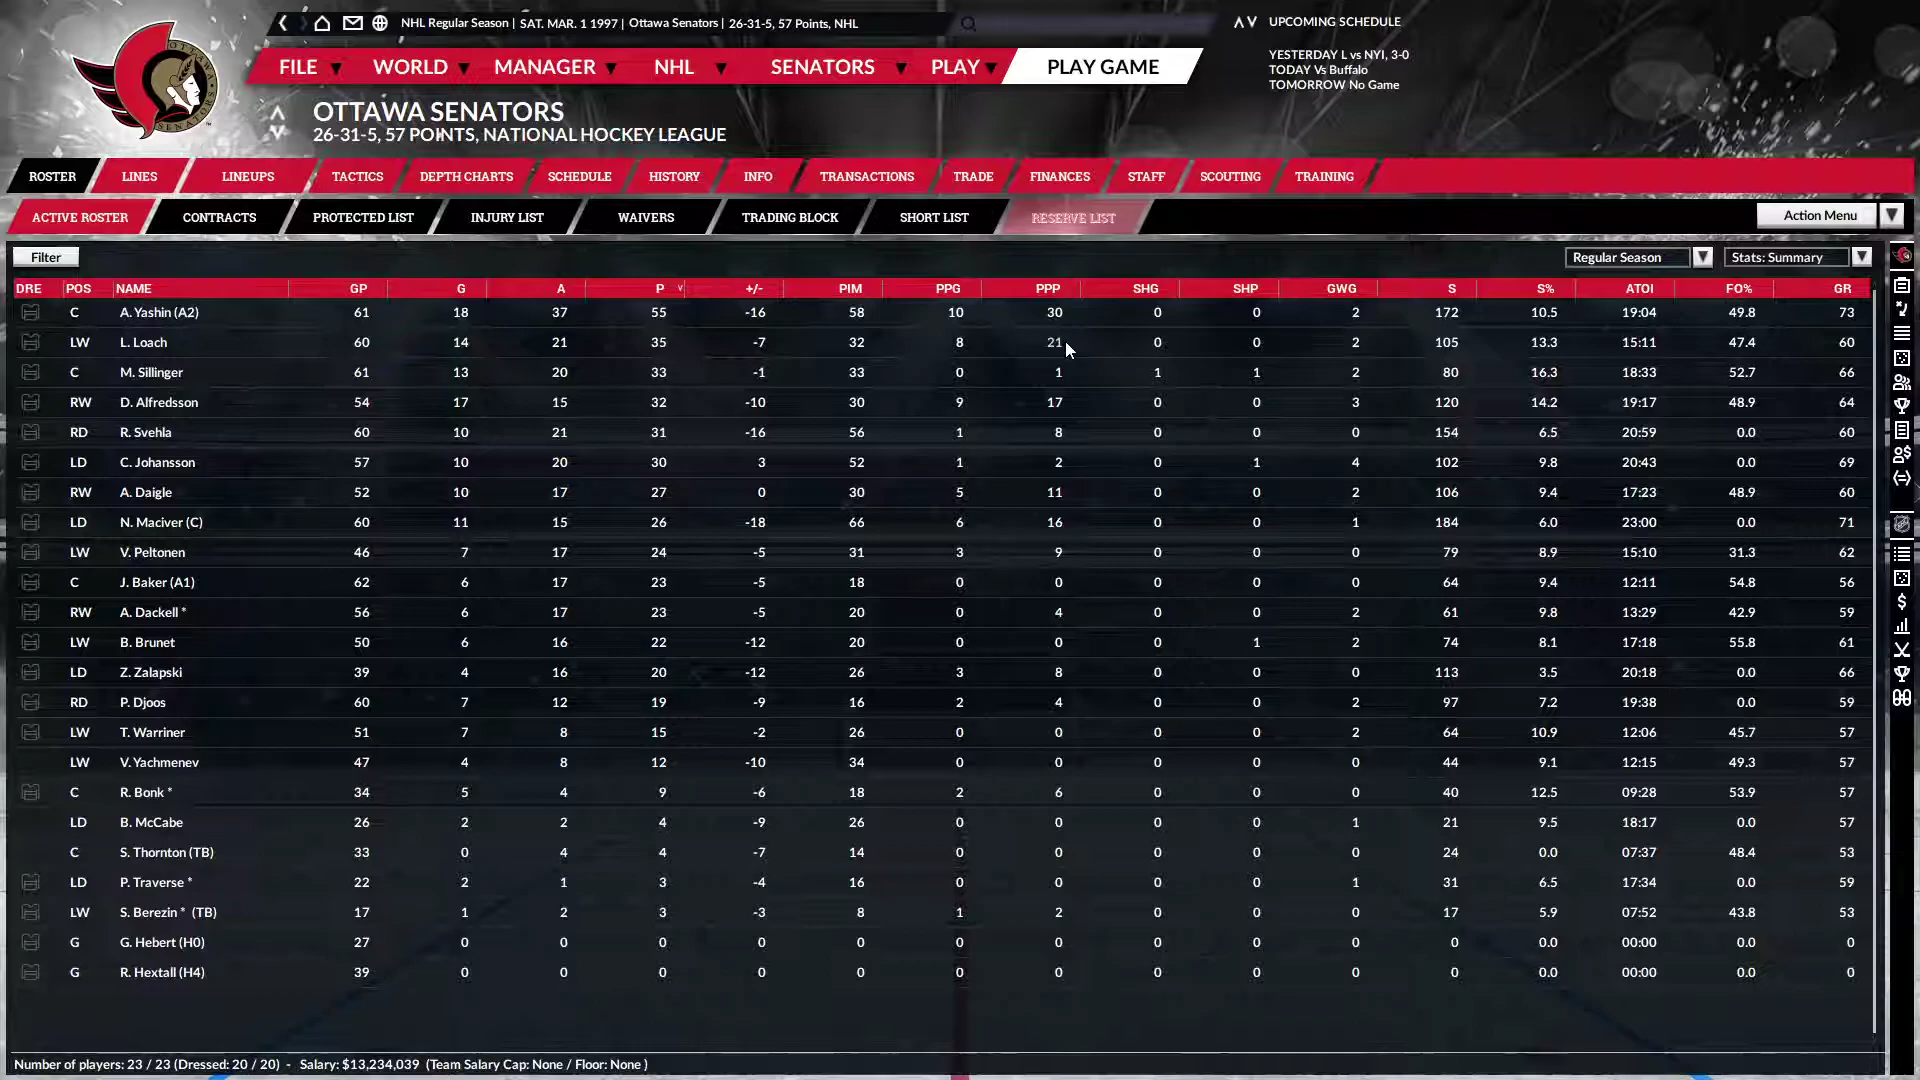 NHL Regular Season | SAT. MAR. 1 1997 | Ottawa Senators | 26-31-5, 57 Points, NHL
UPCOMING SCHEDULE
YESTERDAY L vs NYI, 3-0
TODAY Vs Buffalo
TOMORROW No Game
FILE WORLD MANAGER NHL SENATORS PLAY PLAY GAME
OTTAWA SENATORS
26-31-5, 57 POINTS, NATIONAL HOCKEY LEAGUE
ROSTER LINES LINEUPS TACTICS DEPTH CHARTS SCHEDULE HISTORY INFO TRANSACTIONS TRADE FINANCES STAFF SCOUTING TRAINING
ACTIVE ROSTER CONTRACTS PROTECTED LIST INJURY LIST WAIVERS TRADING BLOCK SHORT LIST RESERVE LIST Action Menu
Filter Regular Season Stats: Summary
DRE POS NAME GP G A P +/- PIM PPG PPP SHG SHP GWG S S% ATOI FO% GR
C A. Yashin (A2) 61 18 37 55 -16 58 10 30 0 0 2 172 10.5 19:04 49.8 73
LW L. Loach 60 14 21 35 -7 32 8 21 0 0 2 105 13.3 15:11 47.4 60
C M. Sillinger 61 13 20 33 -1 33 0 1 1 1 2 80 16.3 18:33 52.7 66
RW D. Alfredsson 54 17 15 32 -10 30 9 17 0 0 3 120 14.2 19:17 48.9 64
RD R. Svehla 60 10 21 31 -16 56 1 8 0 0 0 154 6.5 20:59 0.0 60
LD C. Johansson 57 10 20 30 3 52 1 2 0 1 4 102 9.8 20:43 0.0 69
RW A. Daigle 52 10 17 27 0 30 5 11 0 0 2 106 9.4 17:23 48.9 60
LD N. Maciver (C) 60 11 15 26 -18 66 6 16 0 0 1 184 6.0 23:00 0.0 71
LW V. Peltonen 46 7 17 24 -5 31 3 9 0 0 0 79 8.9 15:10 31.3 62
C J. Baker (A1) 62 6 17 23 -5 18 0 0 0 0 0 64 9.4 12:11 54.8 56
RW A. Dackell * 56 6 17 23 -5 20 0 4 0 0 2 61 9.8 13:29 42.9 59
LW B. Brunet 50 6 16 22 -12 20 0 0 0 1 2 74 8.1 17:18 55.8 61
LD Z. Zalapski 39 4 16 20 -12 26 3 8 0 0 0 113 3.5 20:18 0.0 66
RD P. Djoos 60 7 12 19 -9 16 2 4 0 0 2 97 7.2 19:38 0.0 59
LW T. Warriner 51 7 8 15 -2 26 0 0 0 0 2 64 10.9 12:06 45.7 57
LW V. Yachmenev 47 4 8 12 -10 34 0 0 0 0 0 44 9.1 12:15 49.3 57
C R. Bonk * 34 5 4 9 -6 18 2 6 0 0 0 40 12.5 09:28 53.9 57
LD B. McCabe 26 2 2 4 -9 26 0 0 0 0 1 21 9.5 18:17 0.0 57
C S. Thornton (TB) 33 0 4 4 -7 14 0 0 0 0 0 24 0.0 07:37 48.4 53
LD P. Traverse * 22 2 1 3 -4 16 0 0 0 0 1 31 6.5 17:34 0.0 59
LW S. Berezin * (TB) 17 1 2 3 -3 8 1 2 0 0 0 17 5.9 07:52 43.8 53
G G. Hebert (H0) 27 0 0 0 0 0 0 0 0 0 0 0 0.0 00:00 0.0 0
G R. Hextall (H4) 39 0 0 0 0 0 0 0 0 0 0 0 0.0 00:00 0.0 0
Number of players: 23 / 23 (Dressed: 20 / 20) - Salary: $13,234,039 (Team Salary Cap: None / Floor: None )